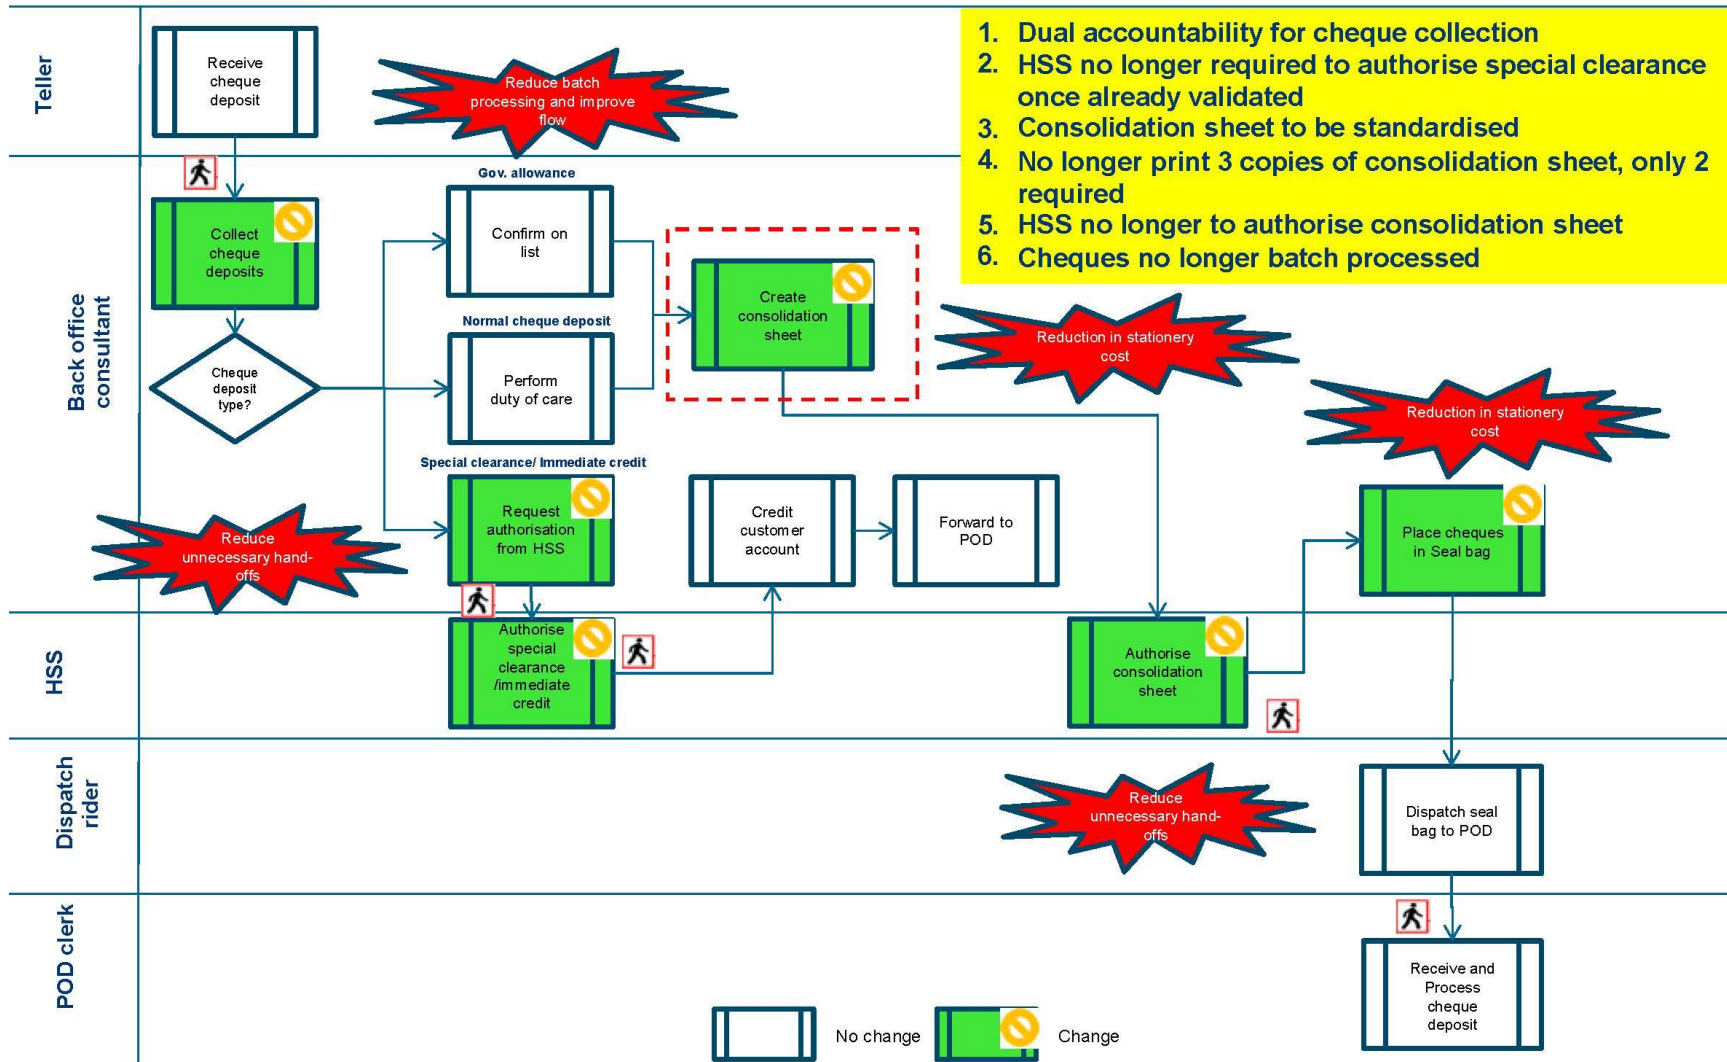 Teller
Receive
cheque
deposit
Reduce batch
processing and improve
flow
1. Dual accountability for cheque collection
2. HSS no longer required to authorise special clearance
once already validated
3. Consolidation sheet to be standardised
4. No longer print 3 copies of consolidation sheet, only 2
required
5. HSS no longer to authorise consolidation sheet
6. Cheques no longer batch processed
Back office
consultant
Collect
cheque
deposits
Cheque
deposit
type?
Gov. allowance
Confirm on
list
Normal cheque deposit
Perform
duty of care
Create
consolidation
sheet
Reduction in stationery
cost
Reduction in stationery
cost
Special clearance/ Immediate credit
Request
authorisation
from HSS
Credit
customer
account
Forward to
POD
Place cheques
in Seal bag
Reduce
unnecessary hand-
offs
HSS
Authorise
special
clearance
/immediate
credit
Authorise
consolidation
sheet
Dispatch
rider
Reduce
unnecessary hand-
offs
Dispatch seal
bag to POD
POD clerk
Receive and
Process
cheque
deposit
No change
Change